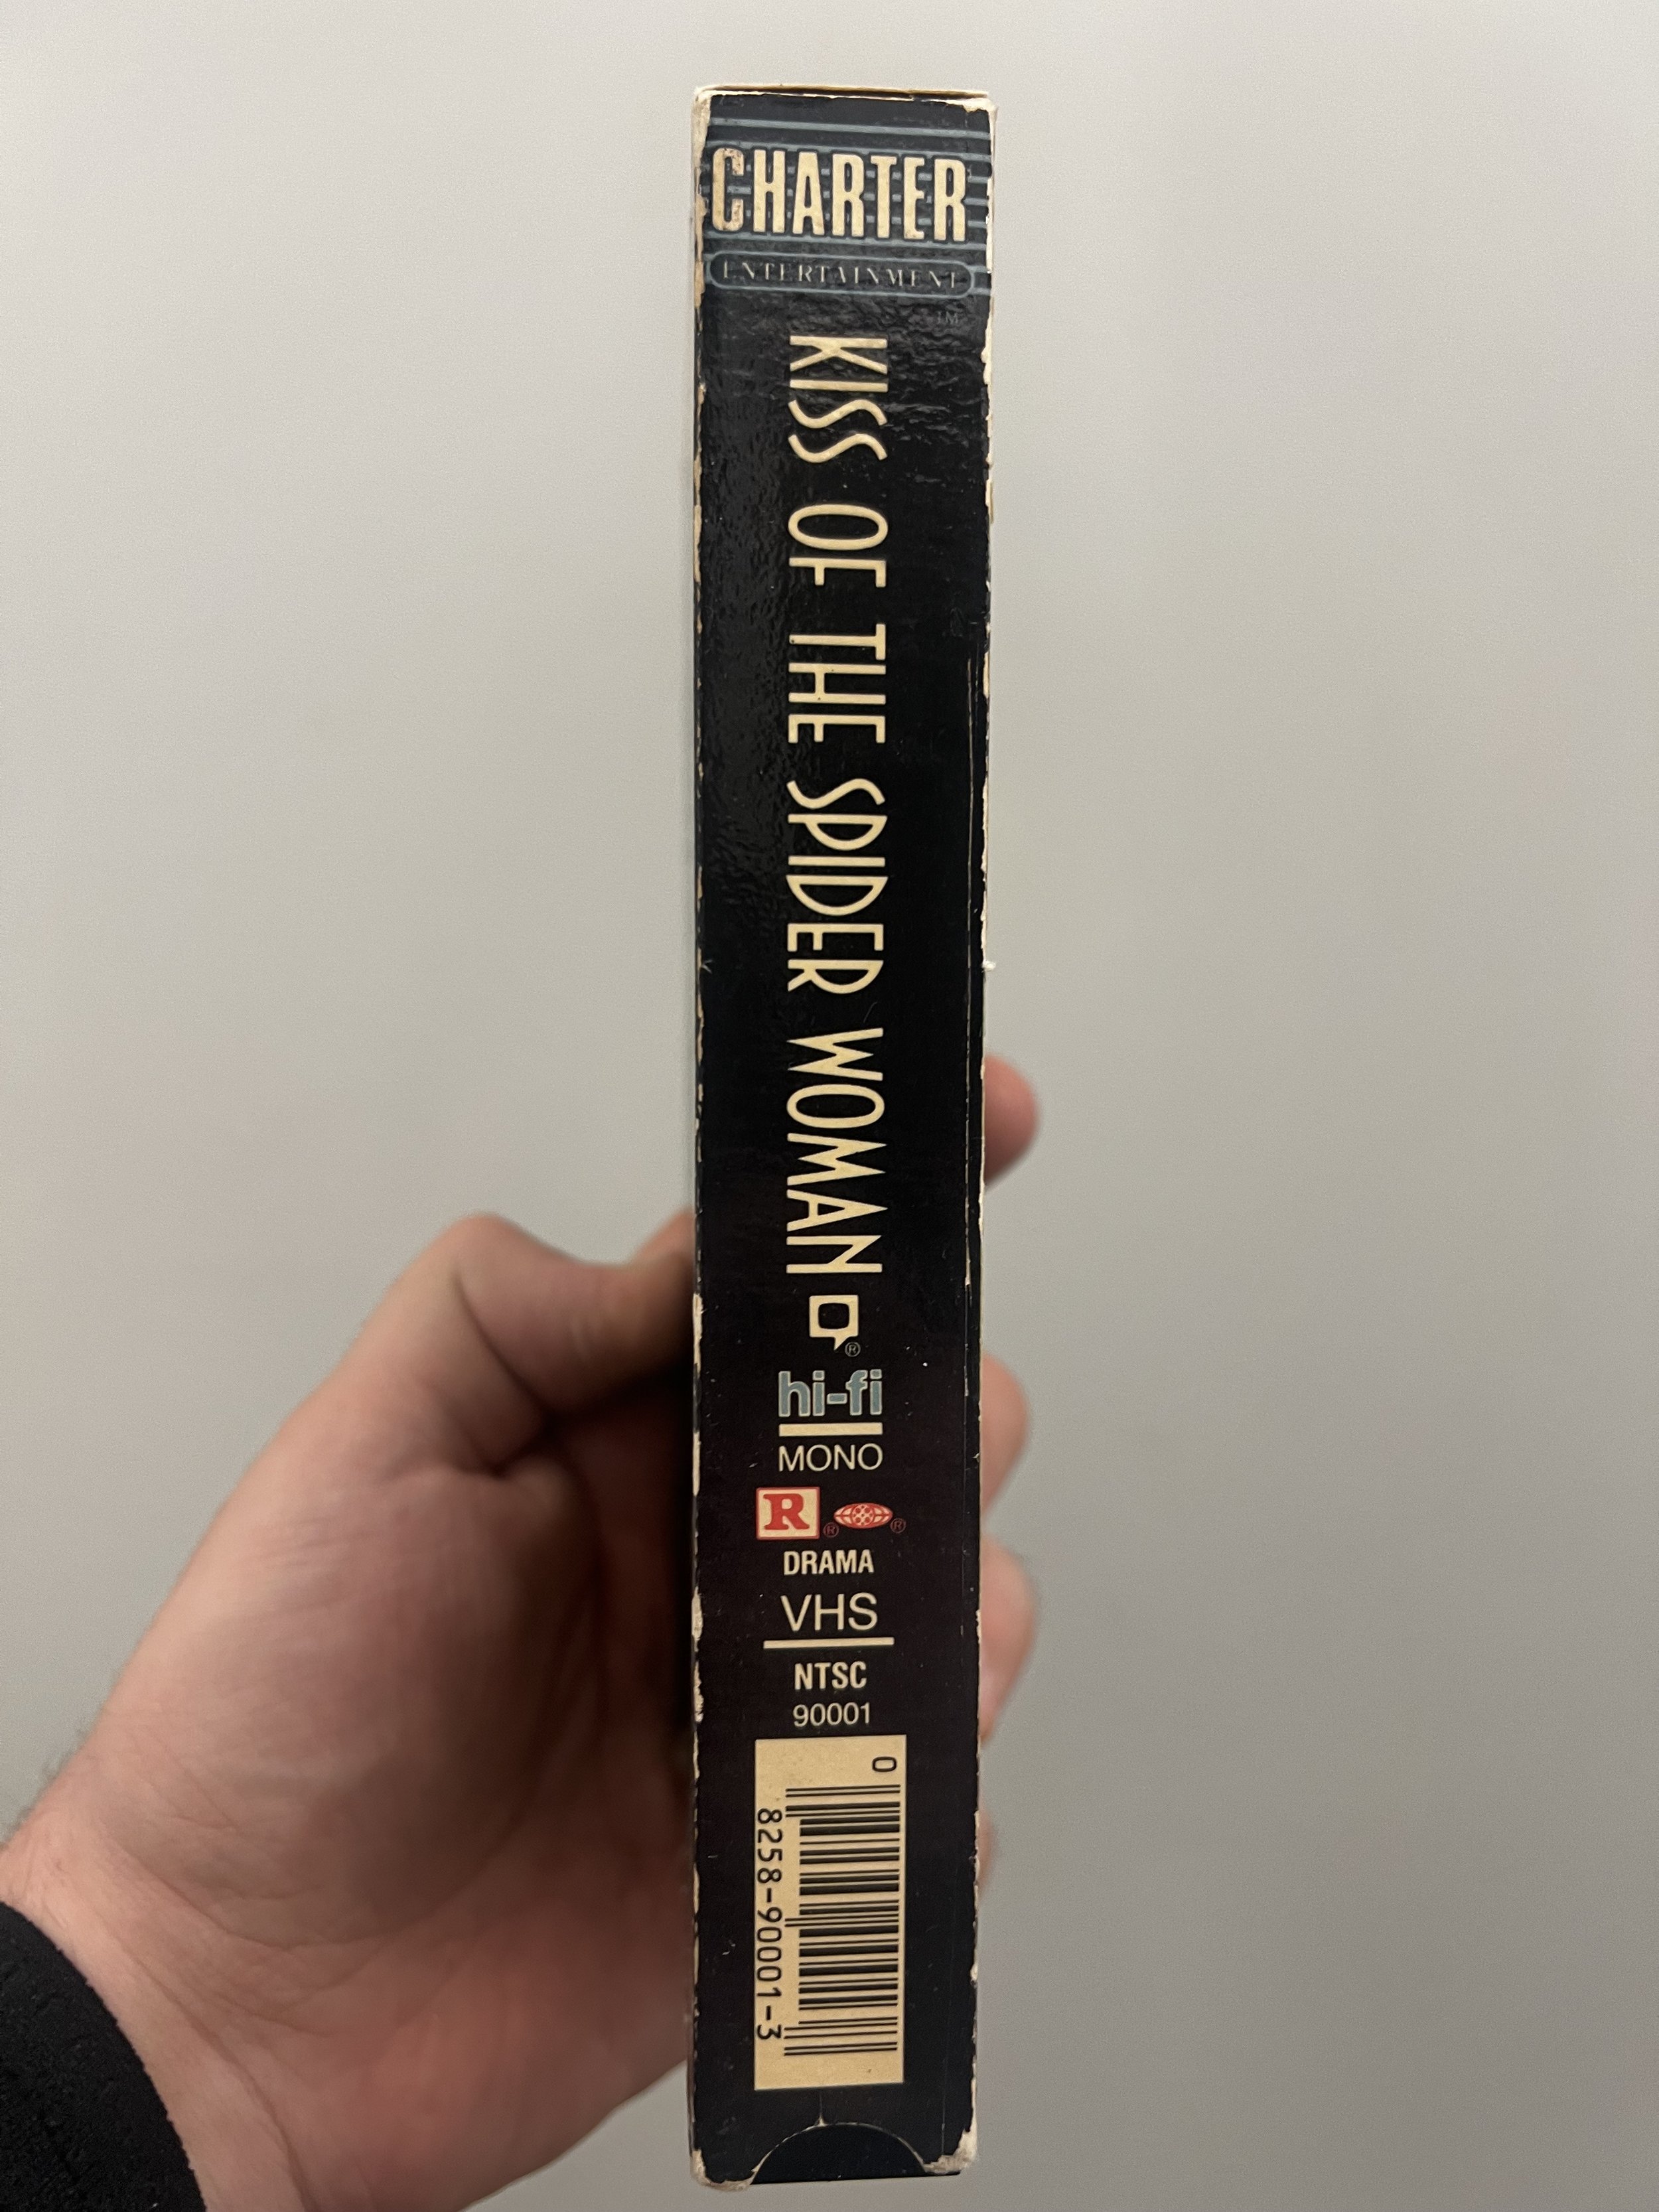 CHARTER
ENTERTAINMENT
TM
KISS OF THE SPIDER WOMAN
®
hi-fi
MONO
R ® ®
DRAMA
VHS
NTSC
90001
0
8258-90001-3